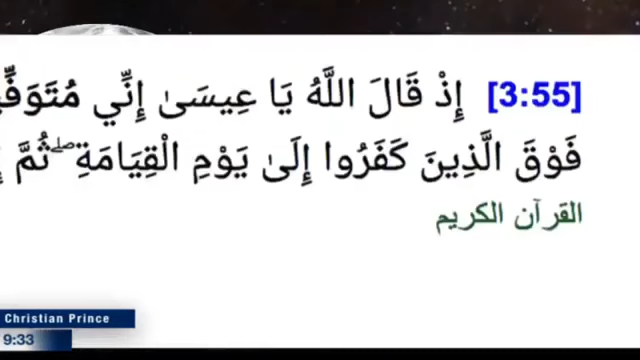 [3:55] إِذْ قَالَ اللَّهُ يَا عِيسَىٰ إِنِّي
فَوْقَ الَّذِينَ كَفَرُوا إِلَىٰ يَوْمِ الْقِيَامَةِ ۖ ثُمَّ
القرآن الكريم
Christian Prince
9:33